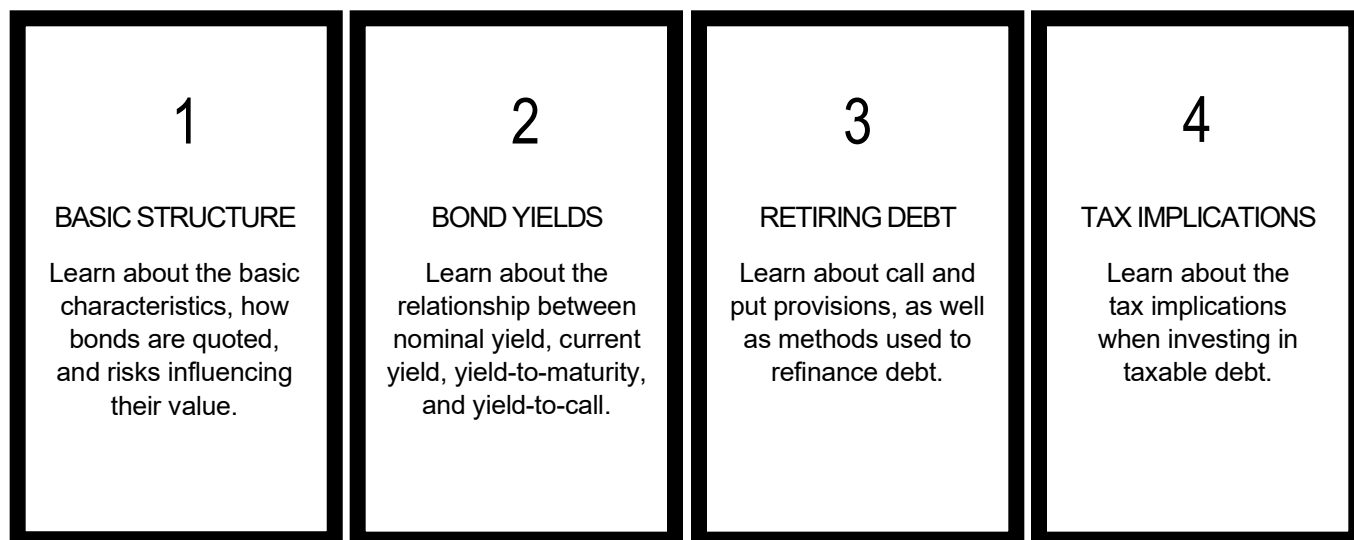 1
BASIC STRUCTURE
Learn about the basic
characteristics, how
bonds are quoted,
and risks influencing
their value.
2
BOND YIELDS
Learn about the
relationship between
nominal yield, current
yield, yield-to-maturity,
and yield-to-call.
3
RETIRING DEBT
Learn about call and
put provisions, as well
as methods used to
refinance debt.
4
TAX IMPLICATIONS
Learn about the
tax implications
when investing in
taxable debt.